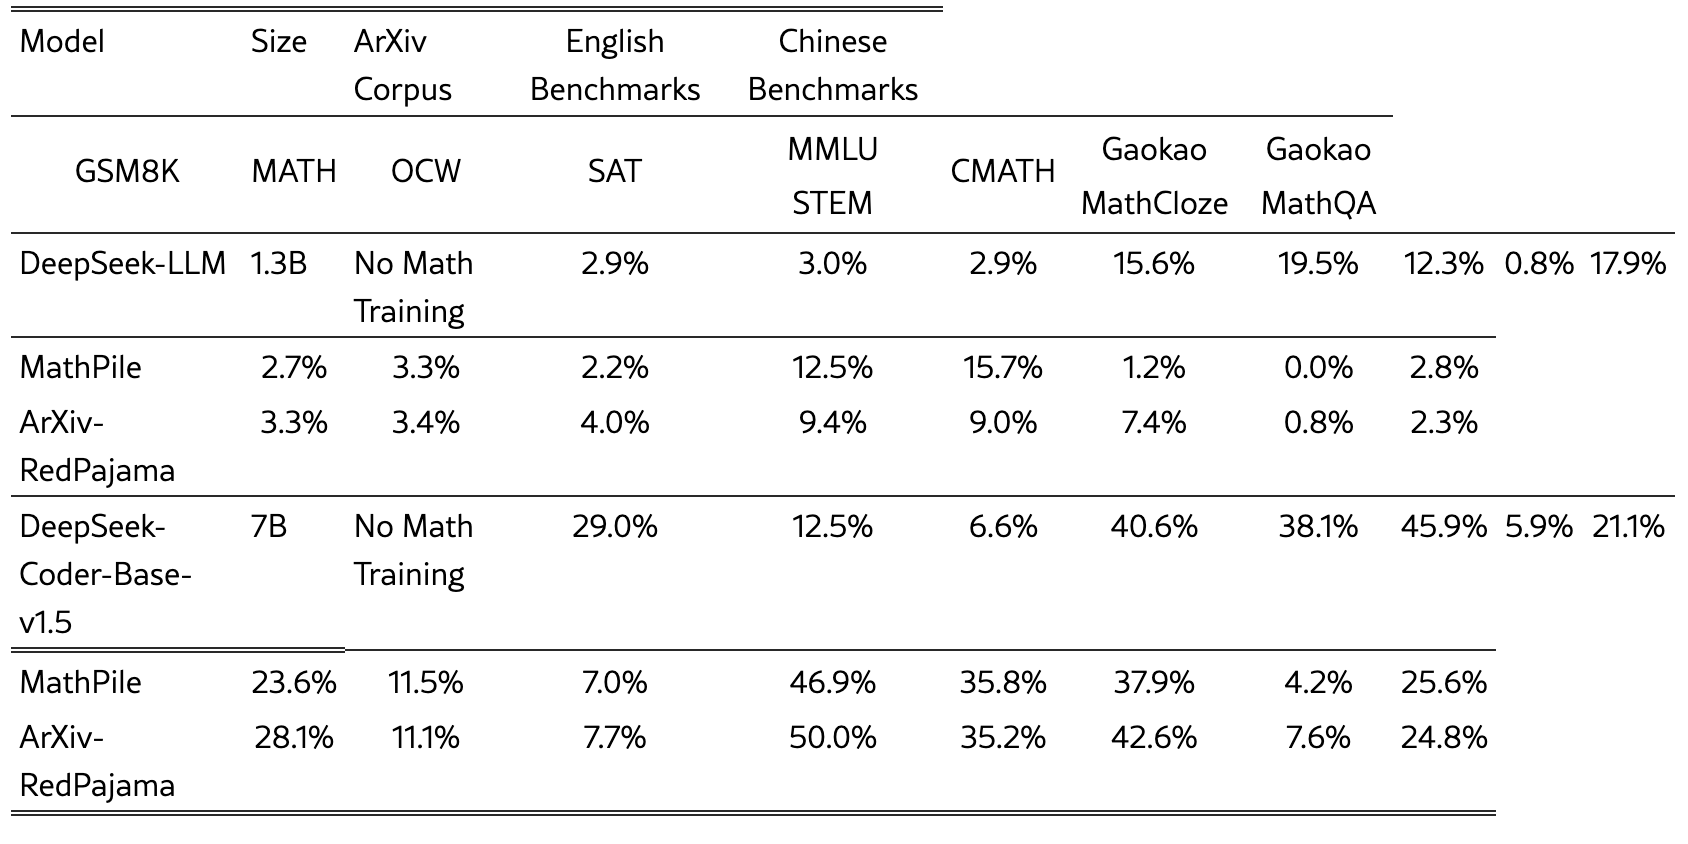 Model Size ArXiv English Chinese
Corpus Benchmarks Benchmarks
MMLU Gaokao Gaokao
GSM8K MATH OCW SAT CMATH
STEM MathCloze MathQA
DeepSeek-LLM 1.3B No Math 2.9% 3.0% 2.9% 15.6% 19.5% 12.3% 0.8% 17.9%
Training
MathPile 2.7% 3.3% 2.2% 12.5% 15.7% 1.2% 0.0% 2.8%
ArXiv- 3.3% 3.4% 4.0% 9.4% 9.0% 7.4% 0.8% 2.3%
RedPajama
DeepSeek- 7B No Math 29.0% 12.5% 6.6% 40.6% 38.1% 45.9% 5.9% 21.1%
Coder-Base- Training
v1.5
MathPile 23.6% 11.5% 7.0% 46.9% 35.8% 37.9% 4.2% 25.6%
ArXiv- 28.1% 11.1% 7.7% 50.0% 35.2% 42.6% 7.6% 24.8%
RedPajama